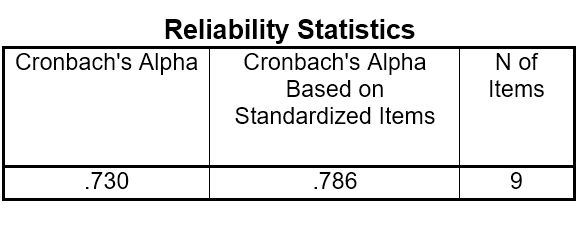 Reliability Statistics
Cronbach's Alpha
Cronbach's Alpha
Based on
Standardized Items
N of
Items
.730
.786
9